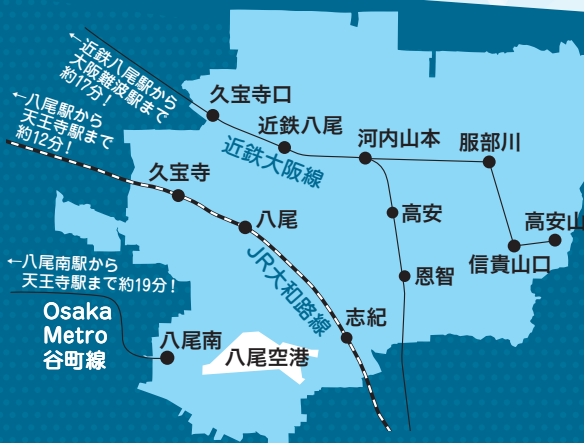 ←近鉄八尾駅から
大阪難波駅まで
約17分！
←八尾駅から
天王寺駅まで
約12分！
久宝寺口
近鉄八尾
近鉄大阪線
河内山本
服部川
久宝寺
八尾
高安
高安山
信貴山口
恩智
JR大和路線
←八尾南駅から
天王寺駅まで約19分！
志紀
Osaka
Metro
谷町線
八尾南
八尾空港